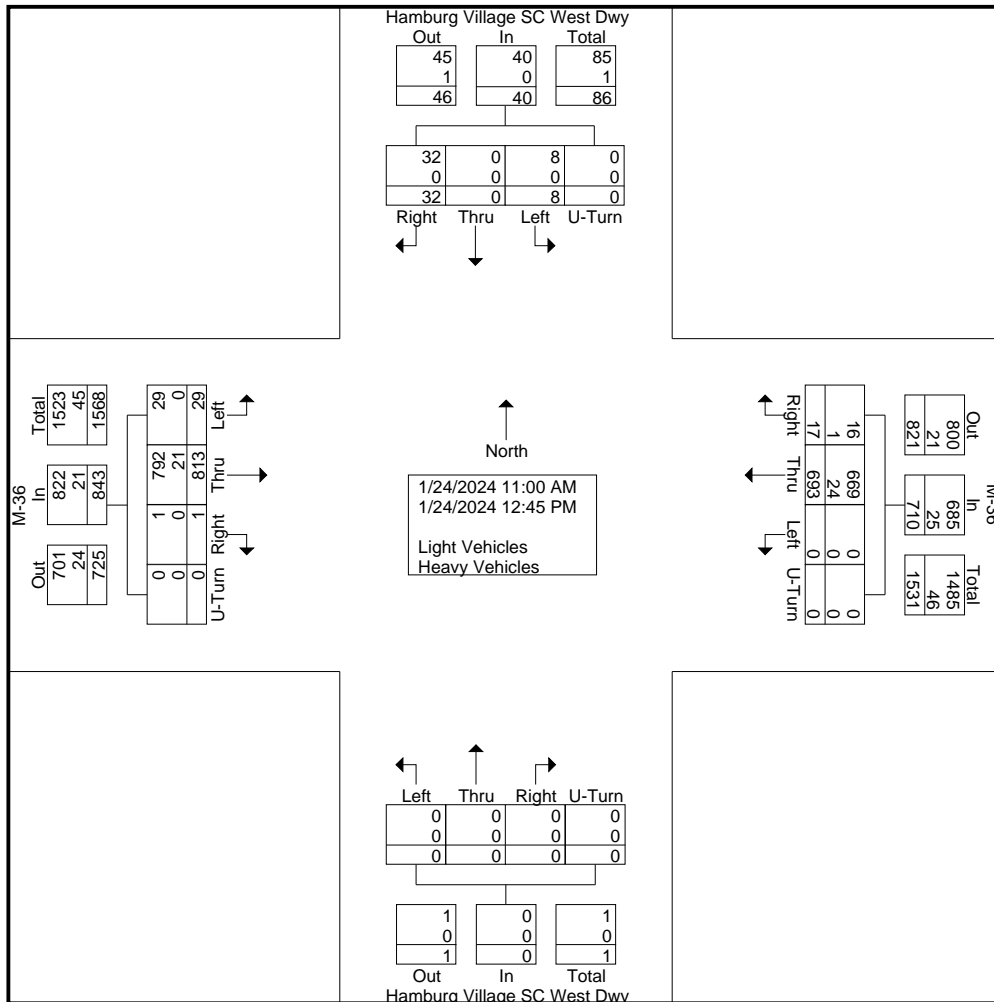 Hamburg Village SC West Dwy
Out In Total
45 40 85
1 0 1
46 40 86
32 0 8 0
0 0 0 0
32 0 8 0
Right Thru Left U-Turn
M-36
Total In Out
1523 822 701
45 21 24
1568 843 725
29 792 1 0
0 21 0 0
29 813 1 0
Left Thru Right U-Turn
North
1/24/2024 11:00 AM
1/24/2024 12:45 PM
Light Vehicles
Heavy Vehicles
Right Thru Left U-Turn
16 669 0 0
1 24 0 0
17 693 0 0
Out In Total
800 685 1485
21 25 46
821 710 1531
M-36
Left Thru Right U-Turn
0 0 0 0
0 0 0 0
0 0 0 0
1 0 1
0 0 0
1 0 1
Out In Total
Hamburg Village SC West Dwy